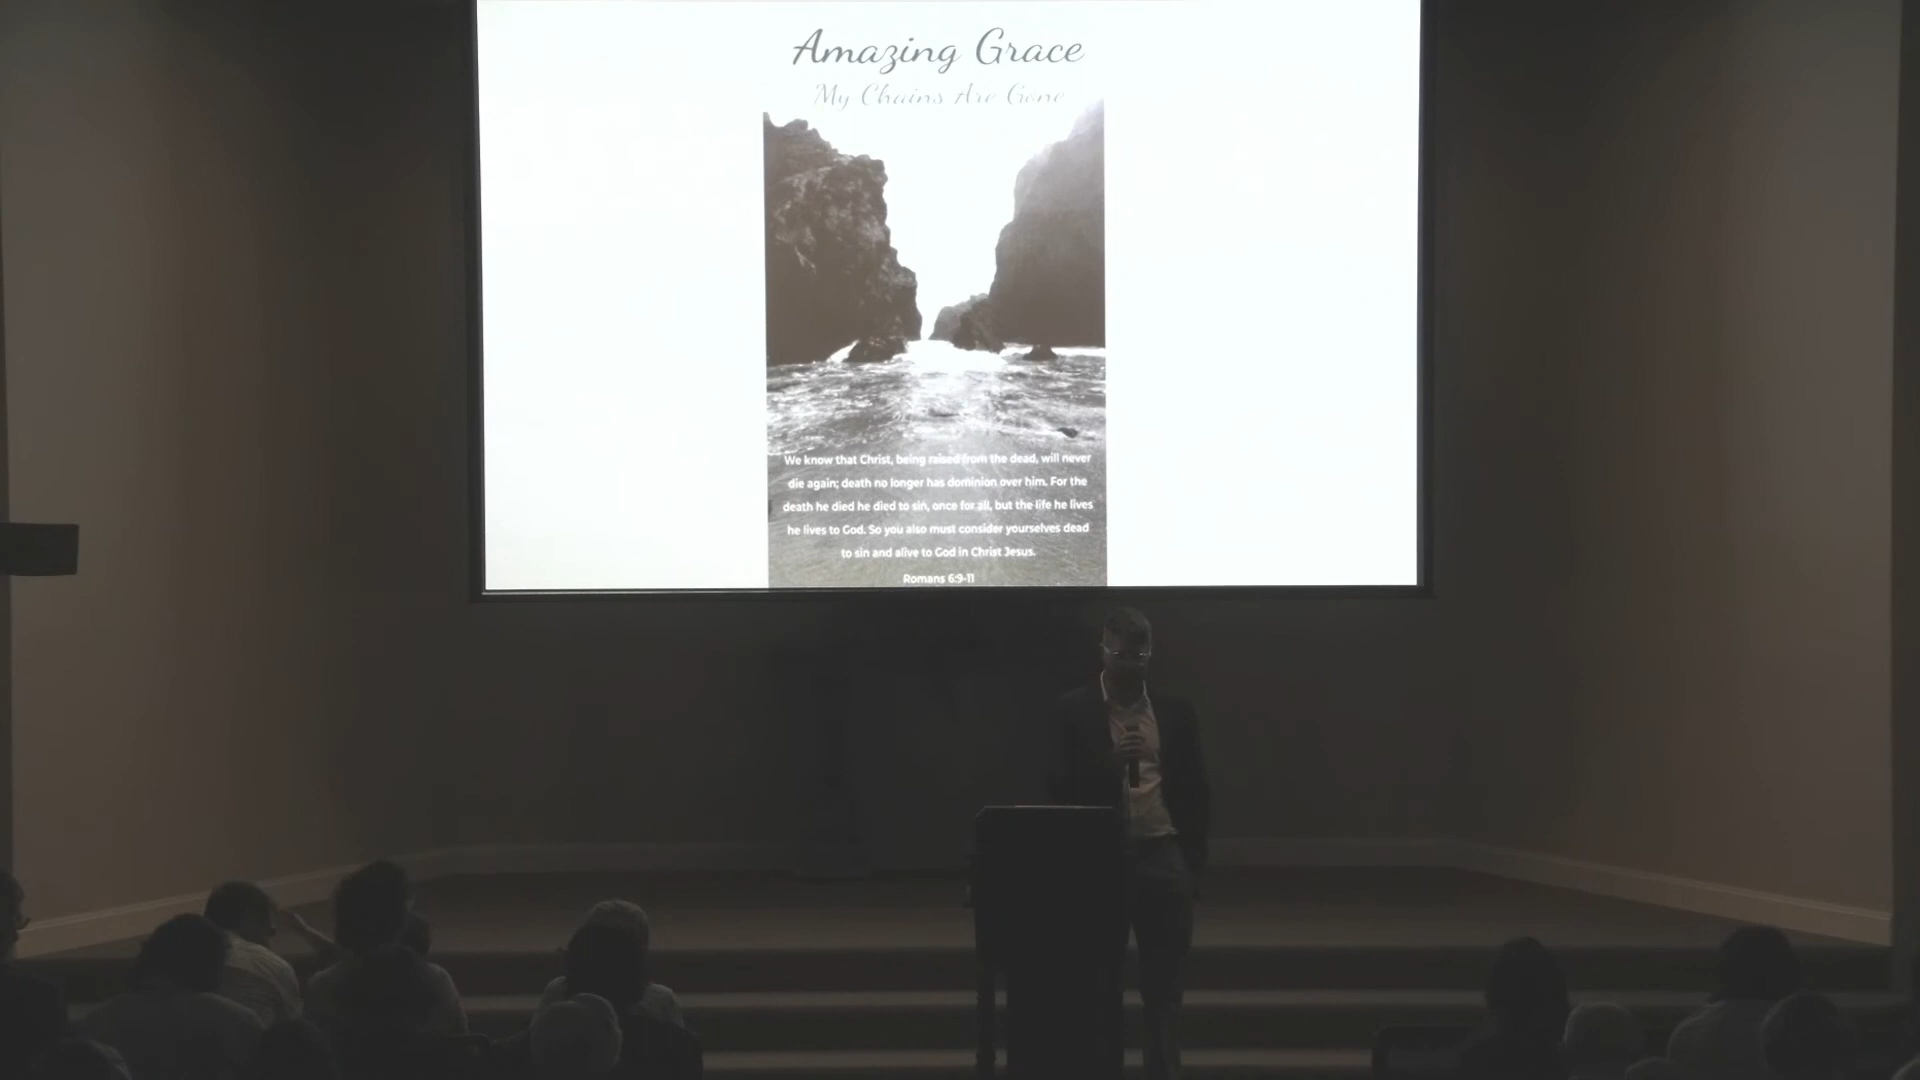 Amazing Grace
My Chains Are Gone
We know that Christ, being raised from the dead, will never
die again; death no longer has dominion over him. For the
death he died he died to sin, once for all, but the life he lives
he lives to God. So you also must consider yourselves dead
to sin and alive to God in Christ Jesus.
Romans 6:9-11